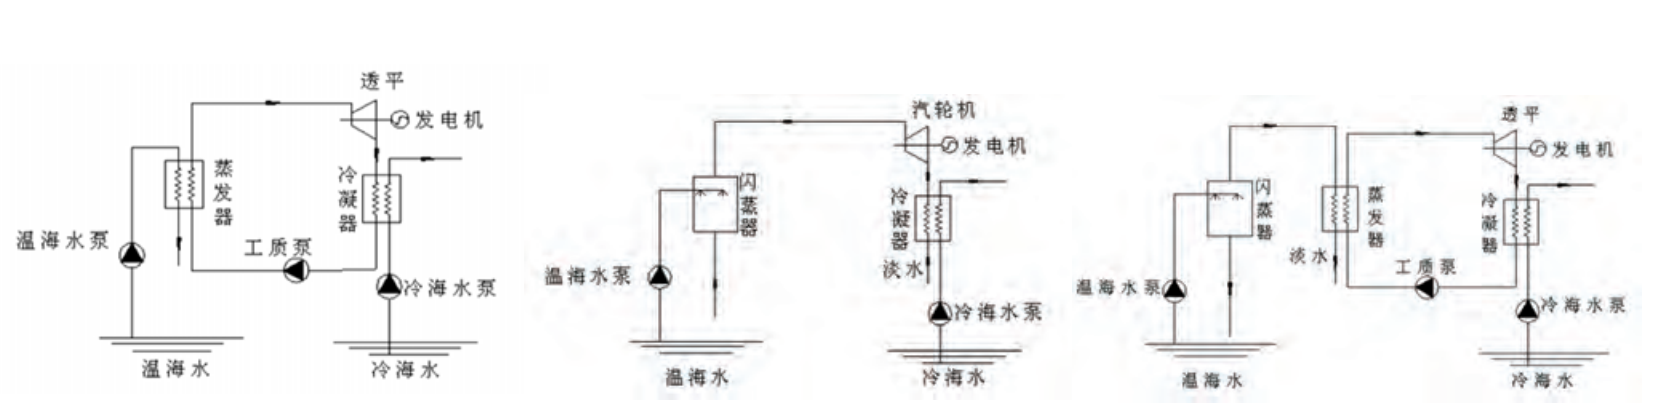 透平
发电机
蒸发器
冷凝器
温海水泵
工质泵
冷海水泵
温海水
冷海水
汽轮机
发电机
闪蒸器
冷凝器
淡水
温海水泵
冷海水泵
温海水
冷海水
透平
发电机
闪蒸器
蒸发器
冷凝器
淡水
工质泵
温海水泵
冷海水泵
温海水
冷海水